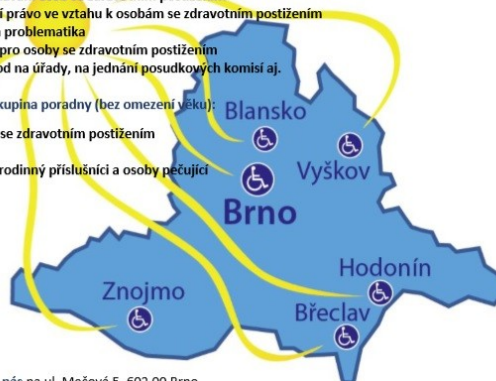 í právo ve vztahu k osobám se zdravotním postižením
problematika
pro osoby se zdravotním postižením
od na úřady, na jednání posudkových komisí aj.
kupina poradny (bez omezení věku):
se zdravotním postižením
rodinný příslušníci a osoby pečující
Blansko
Vyškov
Brno
Hodonín
Znojmo
Břeclav
nás na ul. Mečová 5, 602 00 Brno